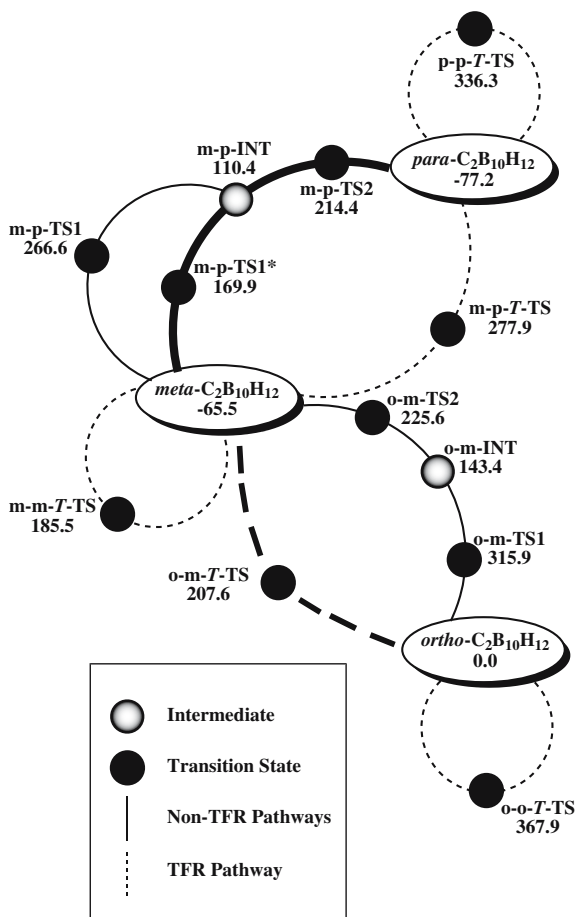 p-p-T-TS
336.3
para-C₂B₁₀H₁₂
-77.2
m-p-INT
110.4
m-p-TS2
214.4
m-p-TS1
266.6
m-p-TS1*
169.9
m-p-T-TS
277.9
meta-C₂B₁₀H₁₂
-65.5
o-m-TS2
225.6
o-m-INT
143.4
m-m-T-TS
185.5
o-m-TS1
315.9
o-m-T-TS
207.6
ortho-C₂B₁₀H₁₂
0.0
Intermediate
Transition State
Non-TFR Pathways
TFR Pathway
o-o-T-TS
367.9